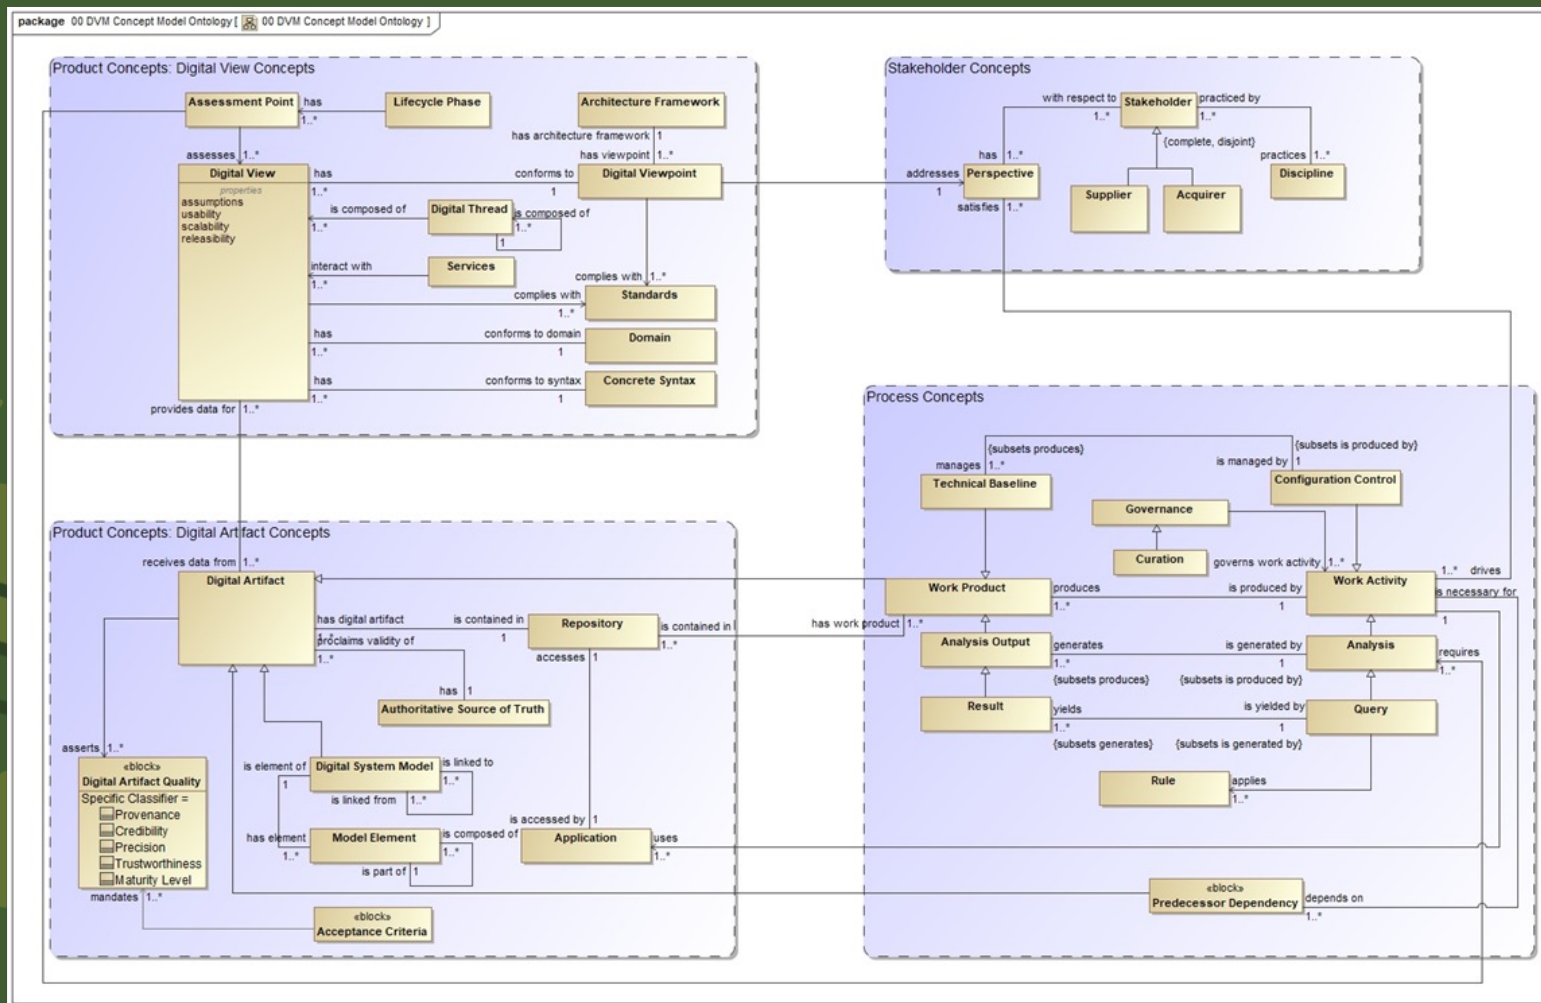 package 00 DVM Concept Model Ontology [ 00 DVM Concept Model Ontology ]
Product Concepts: Digital View Concepts
Assessment Point
has
1..*
Lifecycle Phase
Architecture Framework
has architecture framework 1
has viewpoint 1..*
assesses 1..*
Digital View
properties
assumptions
usability
scalability
releasibility
has
1..*
conforms to
1
Digital Viewpoint
is composed of
1..*
Digital Thread
is composed of
1..*
1
interact with
1..*
Services
complies with 1..*
complies with
1..*
Standards
has
1..*
conforms to domain
1
Domain
has
1..*
conforms to syntax
1
Concrete Syntax
provides data for 1..*
Stakeholder Concepts
with respect to
1..*
Stakeholder
practiced by
1..*
{complete, disjoint}
has 1..*
practices 1..*
addresses
1
Perspective
Discipline
satisfies 1..*
Supplier
Acquirer
Process Concepts
{subsets produces}
{subsets is produced by}
manages 1..*
is managed by 1
Technical Baseline
Configuration Control
Governance
Curation
governs work activity 1..*
1..* drives
Work Product
produces
1..*
is produced by
1
Work Activity
is necessary for
1
has work product 1..*
Analysis Output
generates
1..*
{subsets produces}
is generated by
1
{subsets is produced by}
Analysis
requires
1..*
Result
yields
1..*
{subsets generates}
is yielded by
1
{subsets is generated by}
Query
Rule
applies
1..*
«block»
Predecessor Dependency
depends on
1..*
Product Concepts: Digital Artifact Concepts
receives data from 1..*
Digital Artifact
has digital artifact
1..*
is contained in
1
Repository
is contained in
1..*
proclaims validity of
1..*
accesses 1
has 1
Authoritative Source of Truth
asserts 1..*
«block»
Digital Artifact Quality
Specific Classifier =
Provenance
Credibility
Precision
Trustworthiness
Maturity Level
mandates 1..*
is element of
1
Digital System Model
is linked to
1..*
is linked from 1..*
has element
1..*
Model Element
is composed of
1..*
is part of 1
is accessed by 1
Application
uses
1..*
«block»
Acceptance Criteria